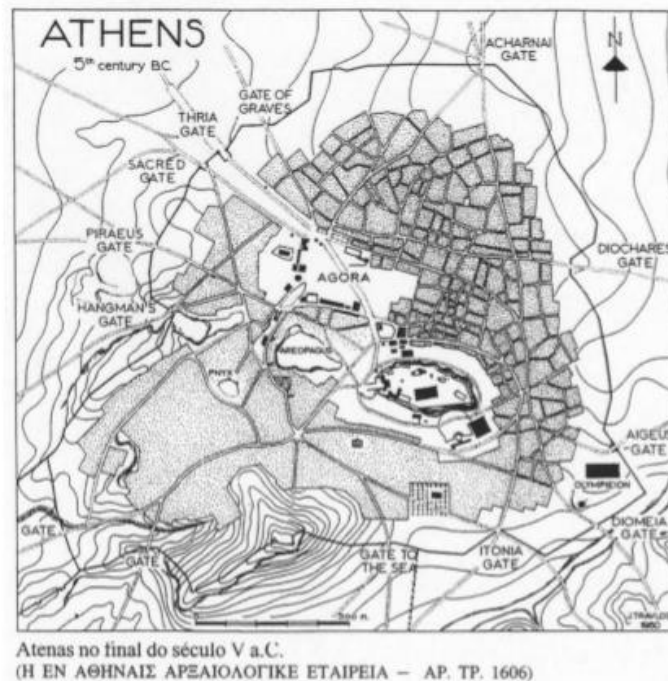 ATHENS
5th century B.C.
N
ACHARNAI
GATE
GATE OF
GRAVES
THRIA
GATE
SACRED
GATE
PIRAEUS
GATE
AGORA
DIOCHARES
GATE
HANGMAN'S
GATE
AREOPAGUS
PNYX
AIGEUS
GATE
OLYMPIEION
DIOMEIA
GATE
GATE
GATE
GATE TO
THE SEA
ITONIA
GATE
Atenas no final do século V a.C.
(Η ΕΝ ΑΘΗΝΑΙΣ ΑΡΞΑΙΟΛΟΓΙΚΕ ΕΤΑΙΡΕΙΑ – ΑΡ. ΤΡ. 1606)